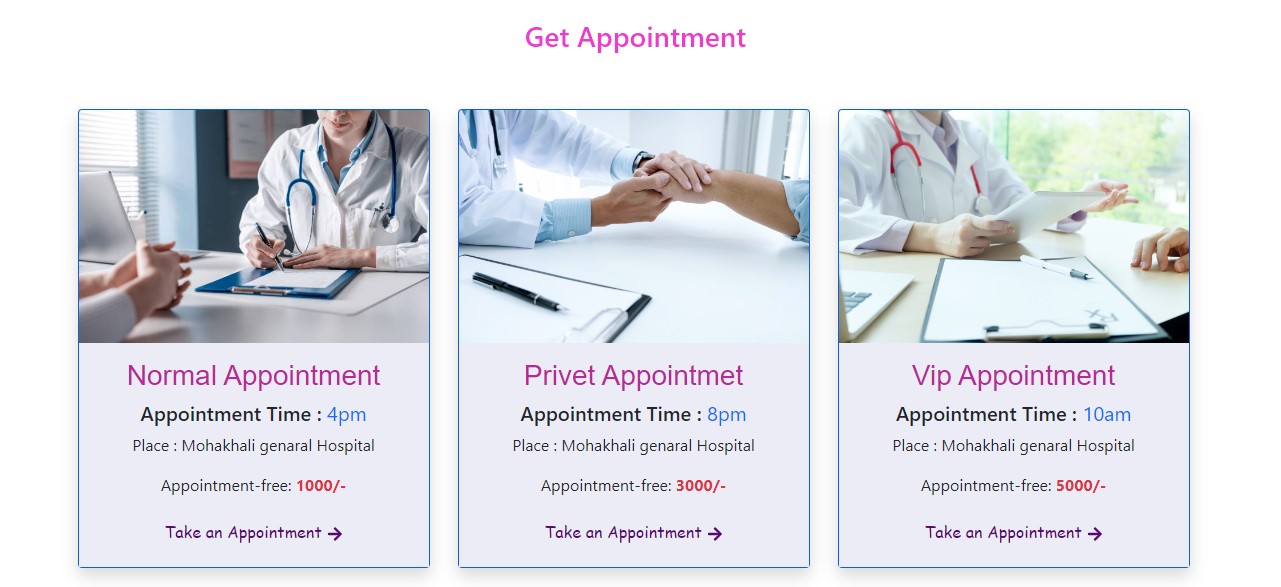 Get Appointment
Normal Appointment
Appointment Time : 4pm
Place : Mohakhali genaral Hospital
Appointment-free: 1000/-
Take an Appointment →
Privet Appointmet
Appointment Time : 8pm
Place : Mohakhali genaral Hospital
Appointment-free: 3000/-
Take an Appointment →
Vip Appointment
Appointment Time : 10am
Place : Mohakhali genaral Hospital
Appointment-free: 5000/-
Take an Appointment →